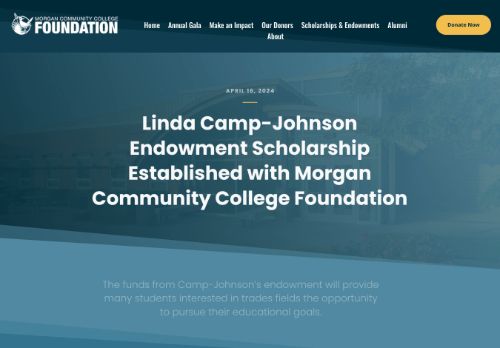 MORGAN COMMUNITY COLLEGE
FOUNDATION
Home Annual Gala Make an Impact Our Donors Scholarships & Endowments Alumni
About
Donate Now
APRIL 16, 2024
Linda Camp-Johnson
Endowment Scholarship
Established with Morgan
Community College Foundation
The funds from Camp-Johnson's endowment will provide
many students interested in trades fields the opportunity
to pursue their educational goals.